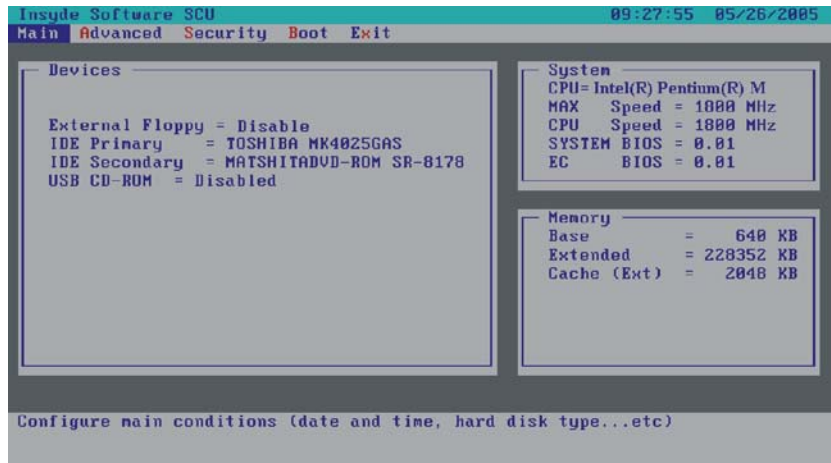 Insyde Software SCU 09:27:55 05/26/2005
Main Advanced Security Boot Exit
Devices
External Floppy = Disable
IDE Primary = TOSHIBA MK4025GAS
IDE Secondary = MATSHITADVD-ROM SR-8178
USB CD-ROM = Disabled
System
CPU= Intel(R) Pentium(R) M
MAX Speed = 1800 MHz
CPU Speed = 1800 MHz
SYSTEM BIOS = 0.01
EC BIOS = 0.01
Memory
Base = 640 KB
Extended = 228352 KB
Cache (Ext) = 2048 KB
Configure main conditions (date and time, hard disk type...etc)